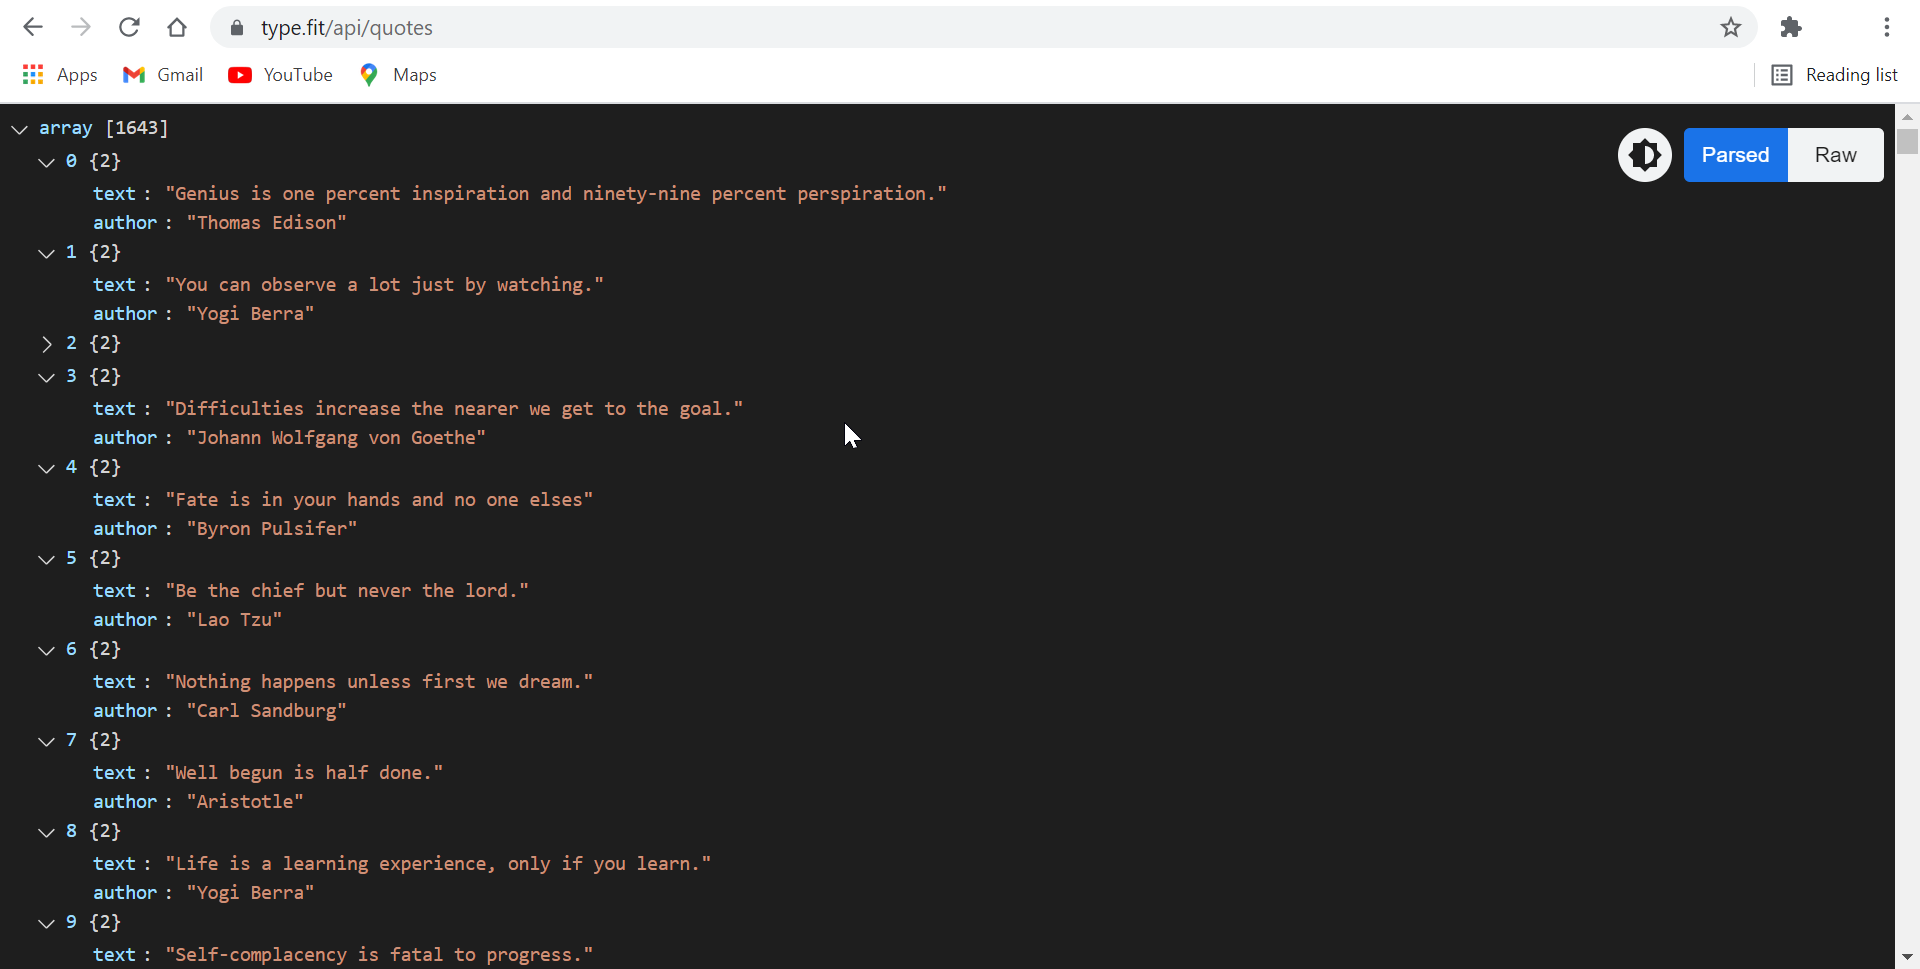 type.fit/api/quotes
Apps Gmail YouTube Maps Reading list
array [1643]
Parsed Raw
0 {2}
text : "Genius is one percent inspiration and ninety-nine percent perspiration."
author : "Thomas Edison"
1 {2}
text : "You can observe a lot just by watching."
author : "Yogi Berra"
2 {2}
3 {2}
text : "Difficulties increase the nearer we get to the goal."
author : "Johann Wolfgang von Goethe"
4 {2}
text : "Fate is in your hands and no one elses"
author : "Byron Pulsifer"
5 {2}
text : "Be the chief but never the lord."
author : "Lao Tzu"
6 {2}
text : "Nothing happens unless first we dream."
author : "Carl Sandburg"
7 {2}
text : "Well begun is half done."
author : "Aristotle"
8 {2}
text : "Life is a learning experience, only if you learn."
author : "Yogi Berra"
9 {2}
text : "Self-complacency is fatal to progress."